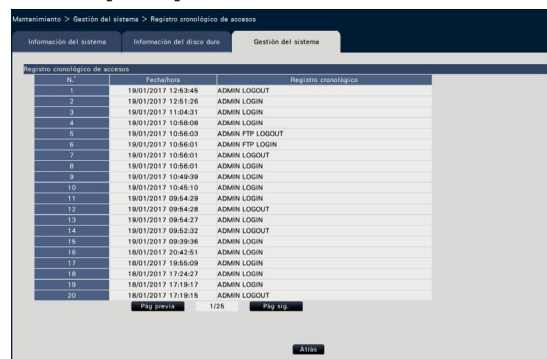 Mantenimiento > Gestión del sistema > Registro cronológico de accesos
Información del sistema Información del disco duro Gestión del sistema
Registro cronológico de accesos
N.° Fecha/hora Registro cronológico
1 19/01/2017 12:53:45 ADMIN LOGOUT
2 19/01/2017 12:51:26 ADMIN LOGIN
3 19/01/2017 11:04:31 ADMIN LOGIN
4 19/01/2017 10:58:08 ADMIN LOGIN
5 19/01/2017 10:56:03 ADMIN FTP LOGOUT
6 19/01/2017 10:56:01 ADMIN FTP LOGIN
7 19/01/2017 10:56:01 ADMIN LOGOUT
8 19/01/2017 10:56:01 ADMIN LOGIN
9 19/01/2017 10:49:39 ADMIN LOGIN
10 19/01/2017 10:45:10 ADMIN LOGIN
11 19/01/2017 09:54:29 ADMIN LOGIN
12 19/01/2017 09:54:28 ADMIN LOGOUT
13 19/01/2017 09:54:27 ADMIN LOGIN
14 19/01/2017 09:52:32 ADMIN LOGOUT
15 19/01/2017 09:39:36 ADMIN LOGIN
16 18/01/2017 20:42:51 ADMIN LOGIN
17 18/01/2017 19:55:09 ADMIN LOGIN
18 18/01/2017 17:24:27 ADMIN LOGIN
19 18/01/2017 17:19:17 ADMIN LOGIN
20 18/01/2017 17:19:15 ADMIN LOGOUT
Pág previa 1/25 Pág sig.
Atrás